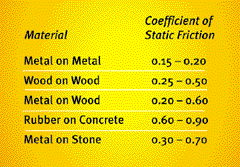 Material Coefficient of Static Friction
Metal on Metal 0.15 – 0.20
Wood on Wood 0.25 – 0.50
Metal on Wood 0.20 – 0.60
Rubber on Concrete 0.60 – 0.90
Metal on Stone 0.30 – 0.70